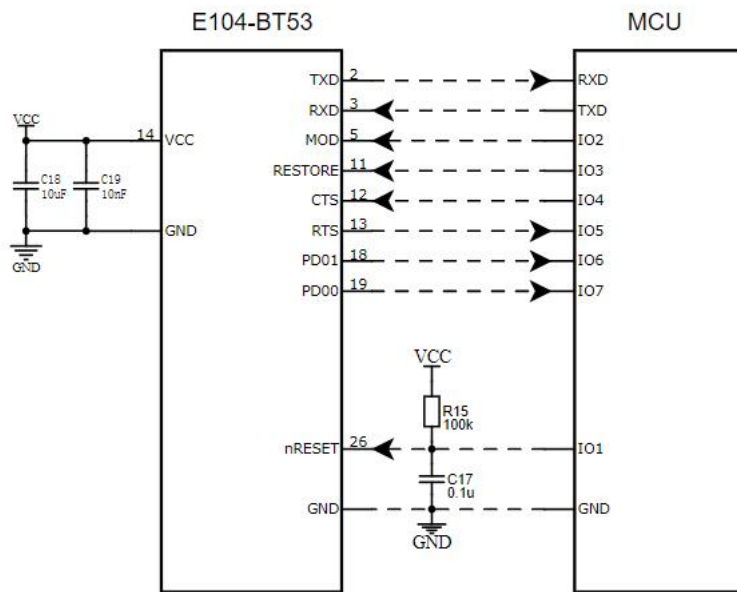 E104-BT53 MCU
TXD 2 RXD
RXD 3 TXD
MOD 5 IO2
VCC 14 VCC
RESTORE 11 IO3
C18 10uF
C19 10nF
CTS 12 IO4
RTS 13 IO5
GND
PD01 18 IO6
GND
PD00 19 IO7
VCC
R15
100k
nRESET 26 IO1
C17
0.1u
GND GND
GND